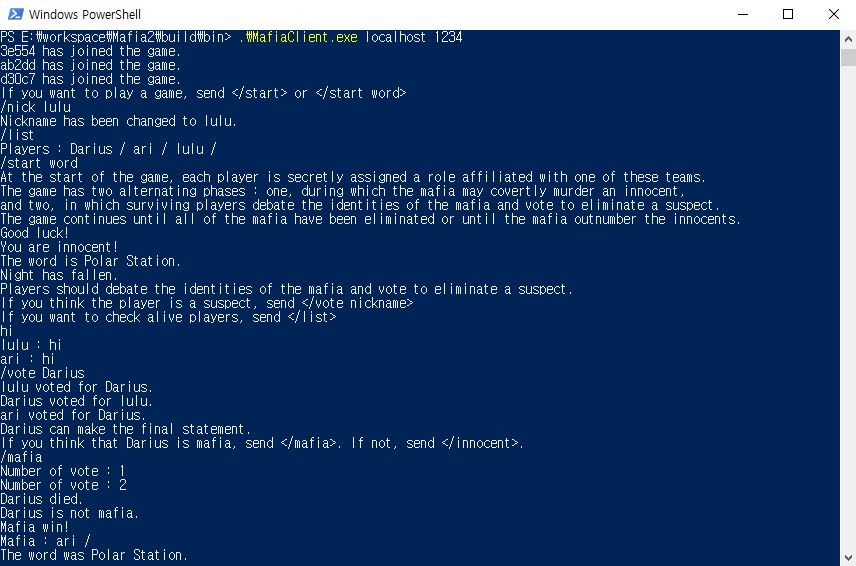 Windows PowerShell
PS E:\workspace\Mafia2\build\bin> .\MafiaClient.exe localhost 1234
3e554 has joined the game.
ab2dd has joined the game.
d30c7 has joined the game.
If you want to play a game, send </start> or </start word>
/nick lulu
Nickname has been changed to lulu.
/list
Players : Darius / ari / lulu /
/start word
At the start of the game, each player is secretly assigned a role affiliated with one of these teams.
The game has two alternating phases : one, during which the mafia may covertly murder an innocent,
and two, in which surviving players debate the identities of the mafia and vote to eliminate a suspect.
The game continues until all of the mafia have been eliminated or until the mafia outnumber the innocents.
Good luck!
You are innocent!
The word is Polar Station.
Night has fallen.
Players should debate the identities of the mafia and vote to eliminate a suspect.
If you think the player is a suspect, send </vote nickname>
If you want to check alive players, send </list>
hi
lulu : hi
ari : hi
/vote Darius
lulu voted for Darius.
Darius voted for lulu.
ari voted for Darius.
Darius can make the final statement.
If you think that Darius is mafia, send </mafia>. If not, send </innocent>.
/mafia
Number of vote : 1
Number of vote : 2
Darius died.
Darius is not mafia.
Mafia win!
Mafia : ari /
The word was Polar Station.